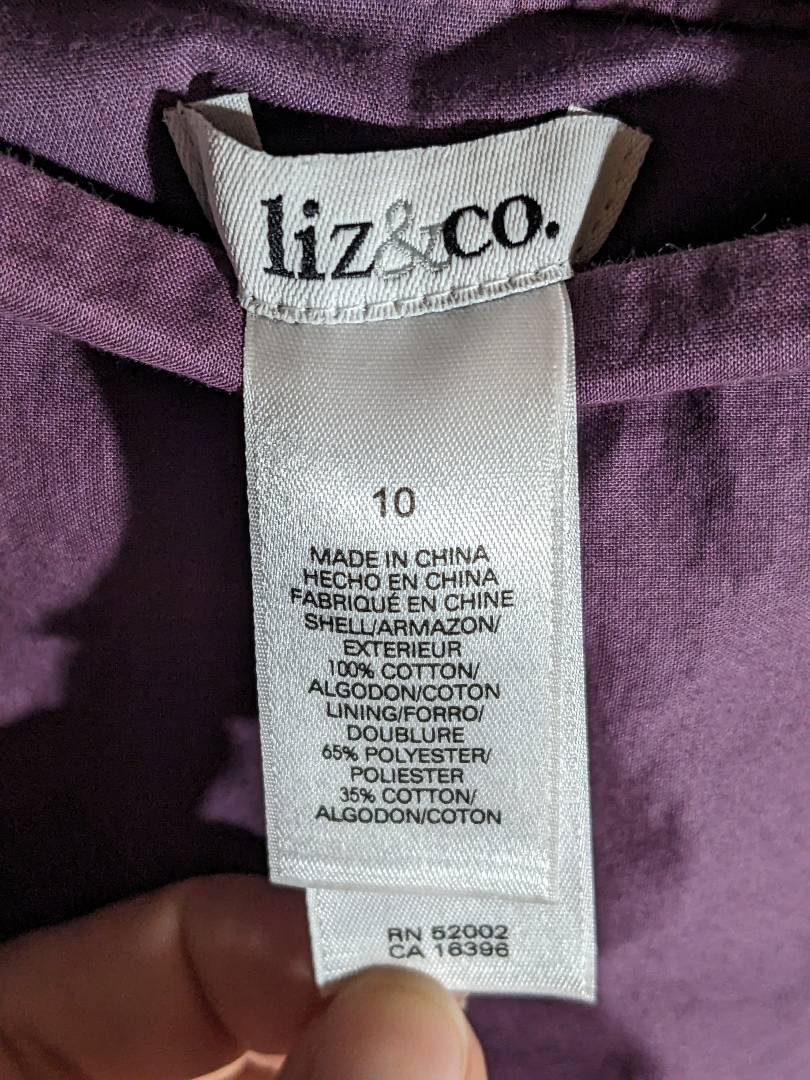 liz&co.
10
MADE IN CHINA
HECHO EN CHINA
FABRIQUÉ EN CHINE
SHELL/ARMAZON/
EXTERIEUR
100% COTTON/
ALGODON/COTON
LINING/FORRO/
DOUBLURE
65% POLYESTER/
POLIESTER
35% COTTON/
ALGODON/COTON
RN 52002
CA 16396